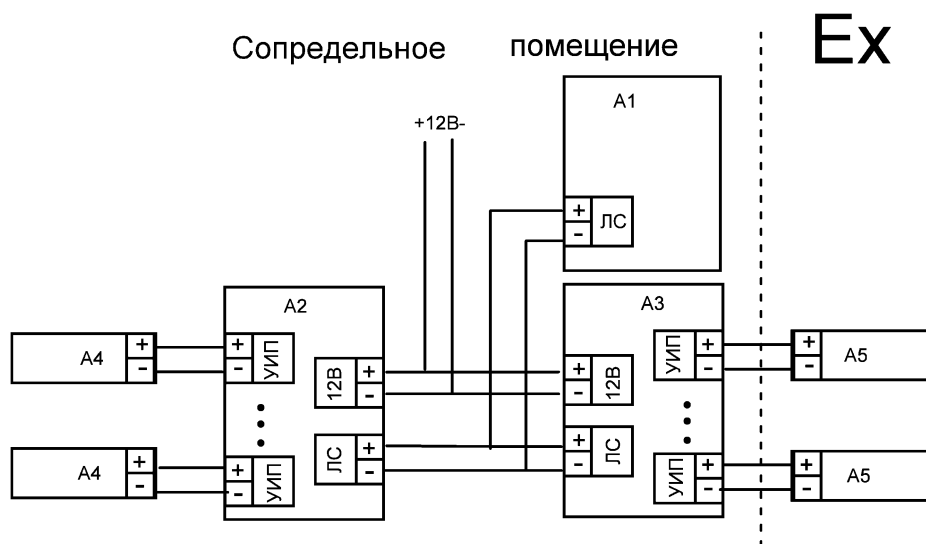 Сопредельное помещение
Ex
А1
+12В-
+ ЛС
-
А2
А3
А4 + -
+ - УИП
12В + -
+ - 12В
УИП + -
+ - А5
ЛС + -
+ - ЛС
А4 + -
+ - УИП
УИП + -
+ - А5